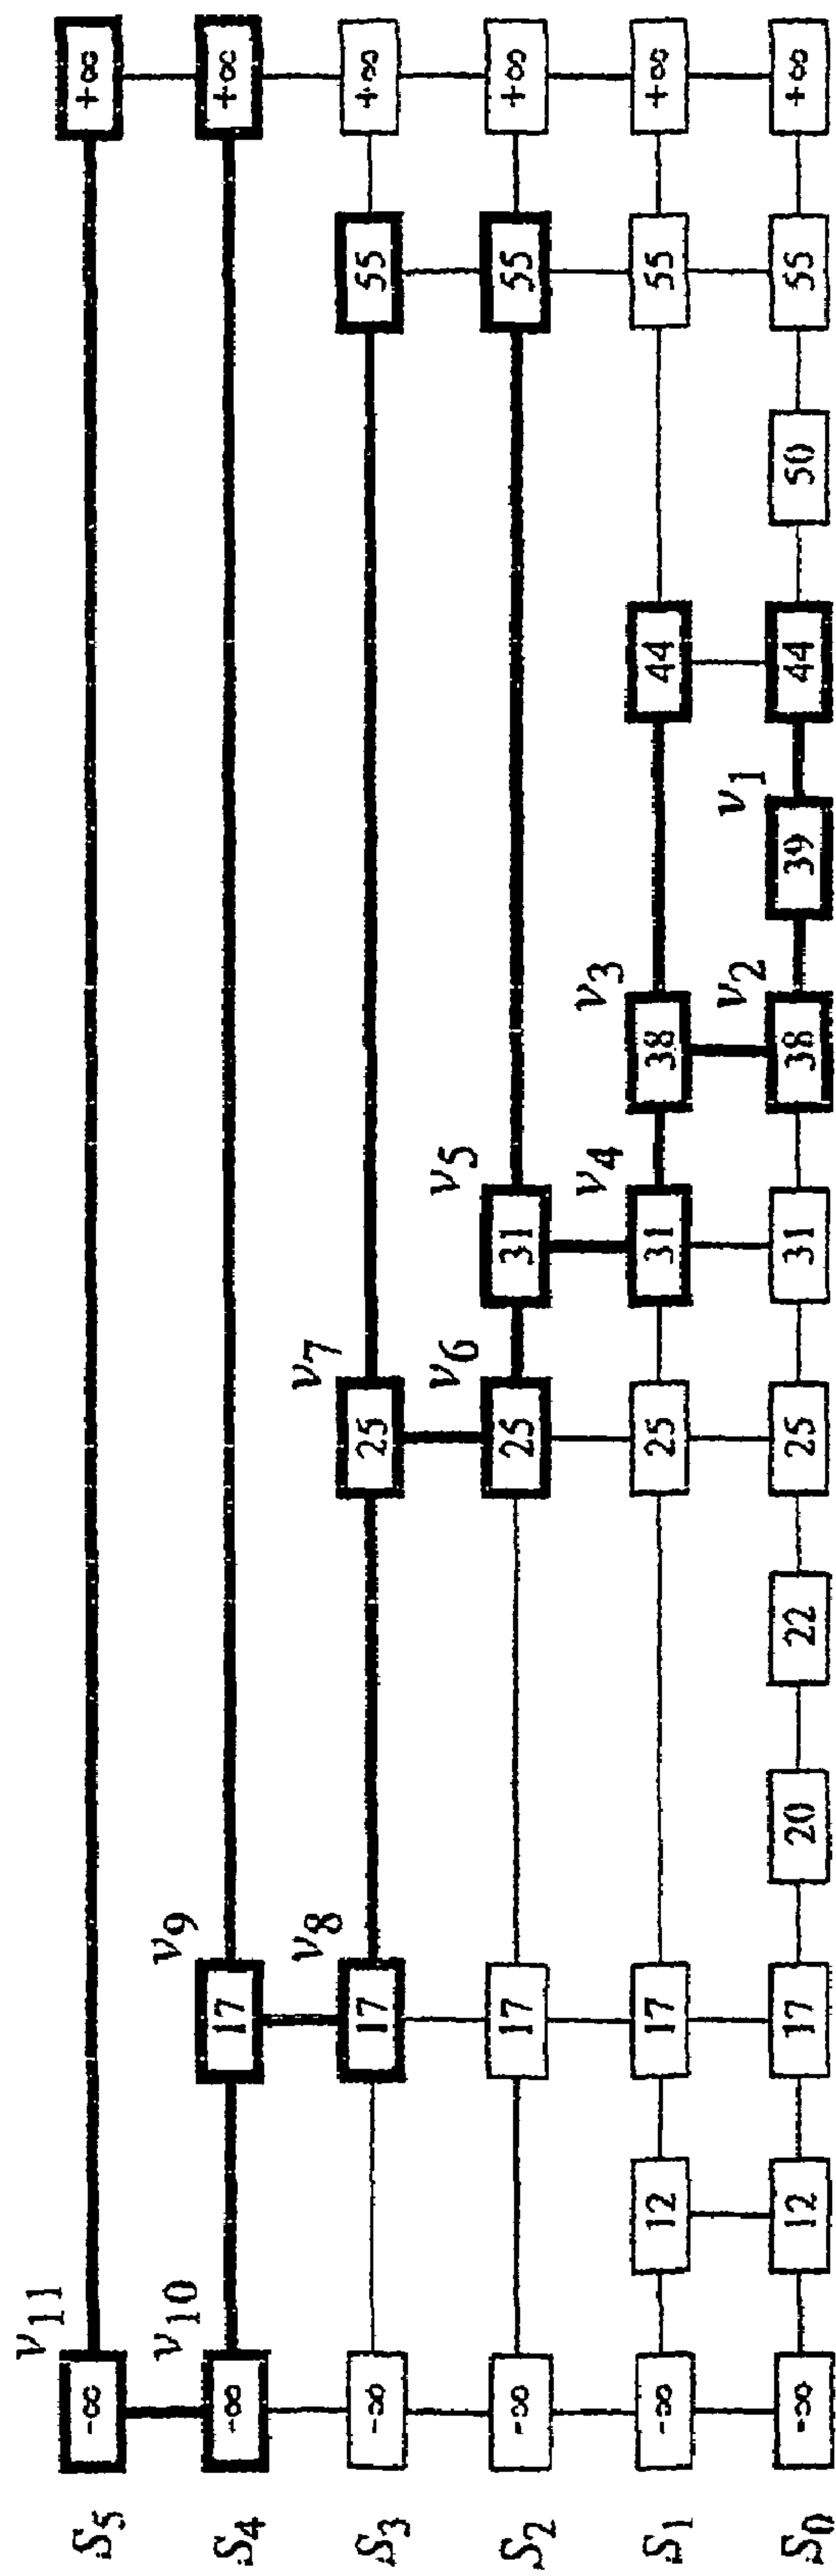 S5 -∞ +∞
v11
S4 -∞ 17 +∞
v10 v9
S3 -∞ 17 25 55 +∞
v8 v7
S2 -∞ 17 25 31 55 +∞
v6 v5
S1 -∞ 12 17 25 31 38 44 55 +∞
v4 v3
S0 -∞ 12 17 20 22 25 31 38 39 44 50 55 +∞
v2 v1